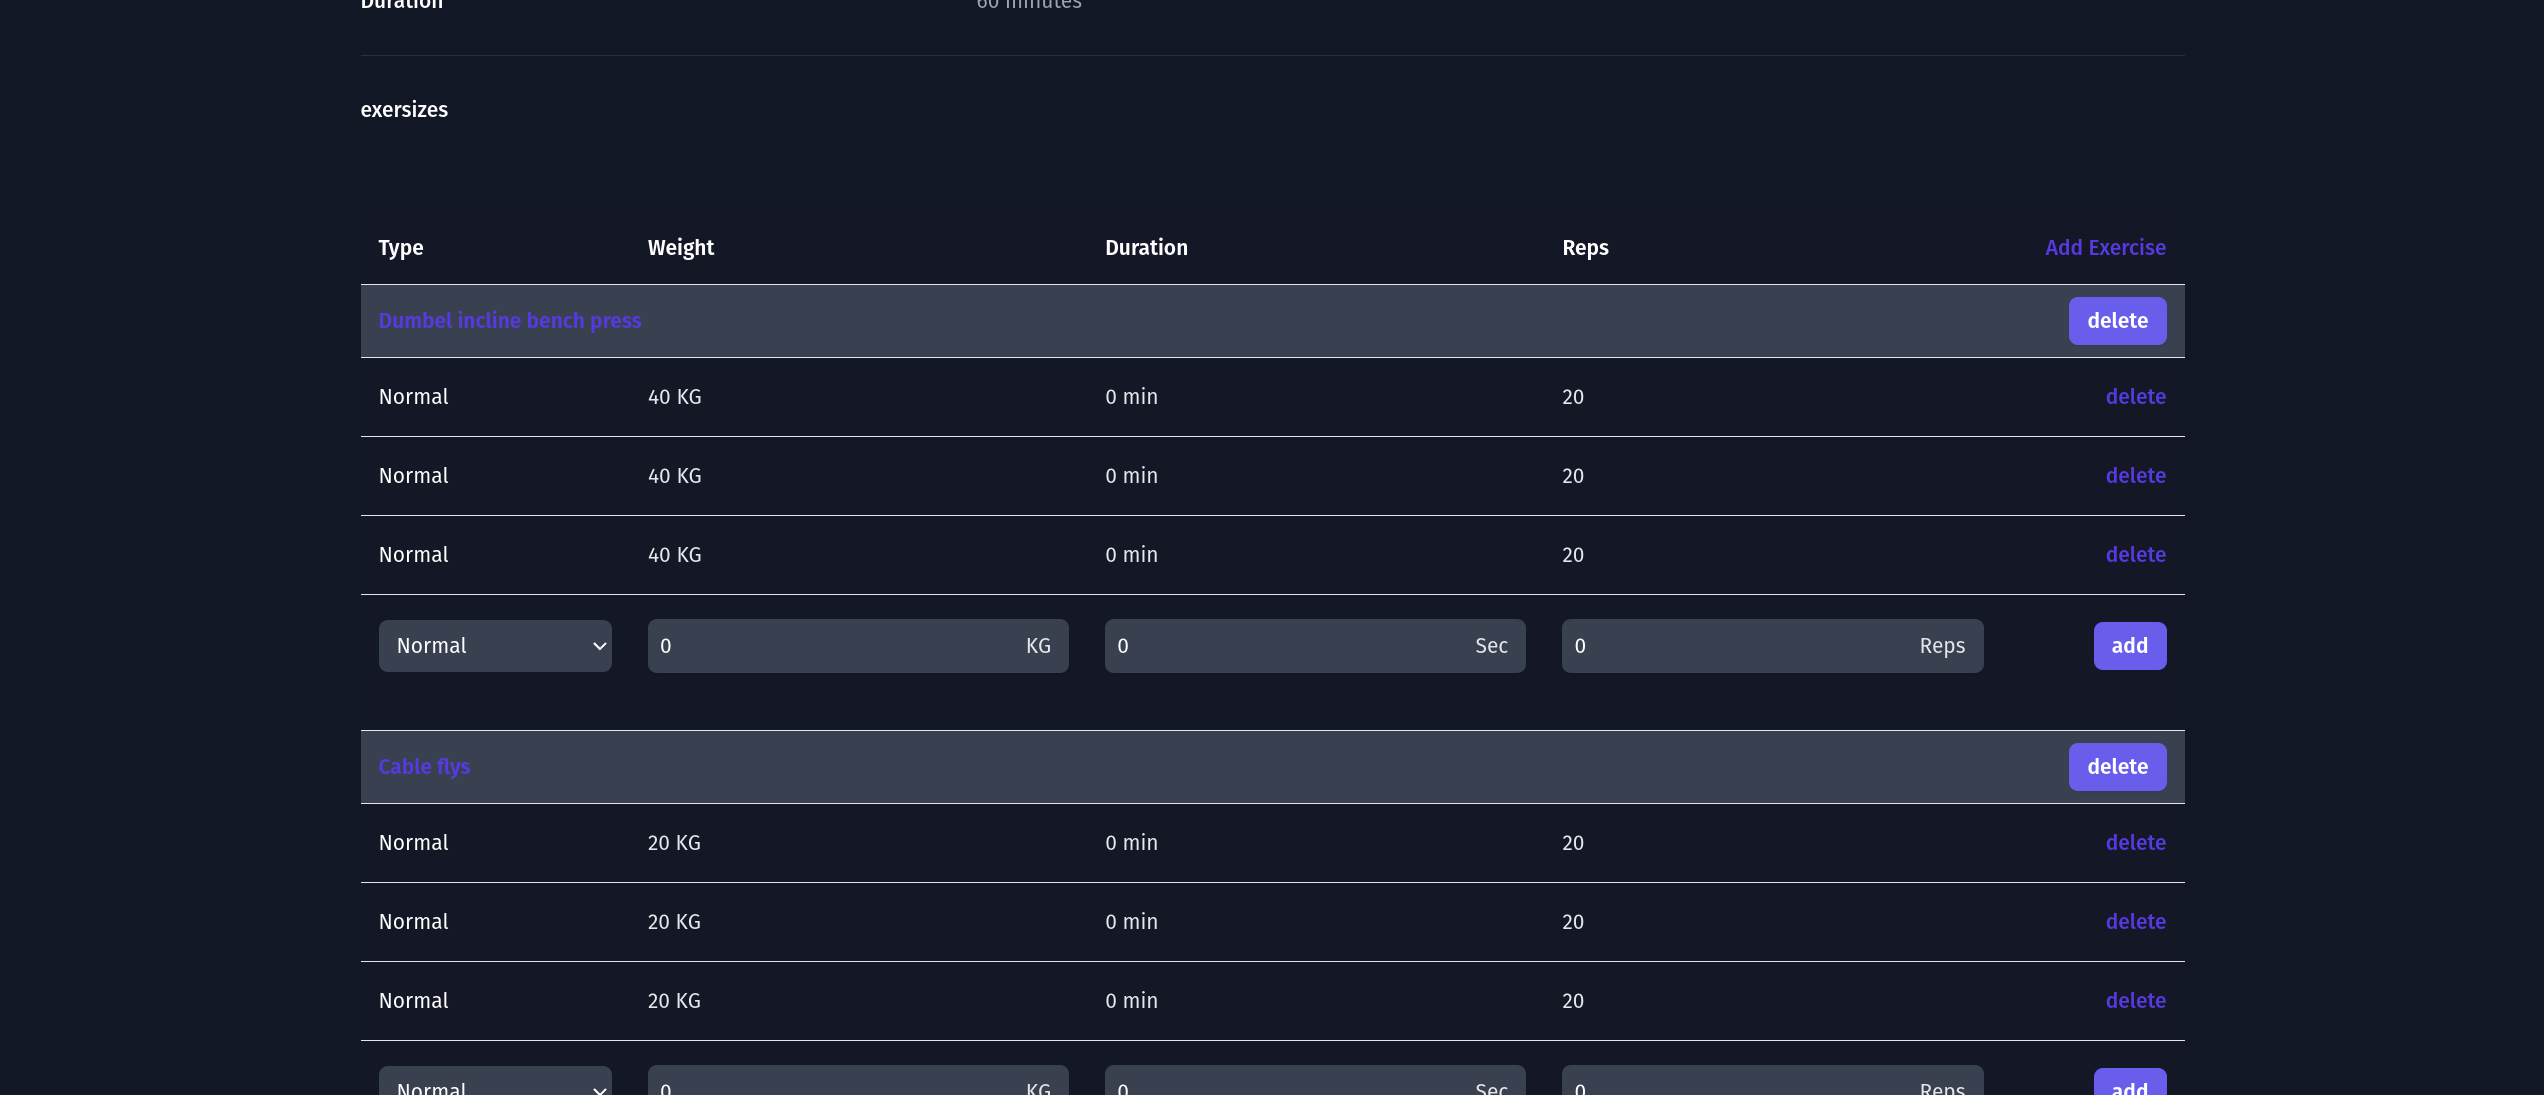 Duration 60 minutes
exersizes
Type Weight Duration Reps Add Exercise
Dumbel incline bench press delete
Normal 40 KG 0 min 20 delete
Normal 40 KG 0 min 20 delete
Normal 40 KG 0 min 20 delete
Normal 0 KG 0 Sec 0 Reps add
Cable flys delete
Normal 20 KG 0 min 20 delete
Normal 20 KG 0 min 20 delete
Normal 20 KG 0 min 20 delete
Normal 0 KG 0 Sec 0 Reps add